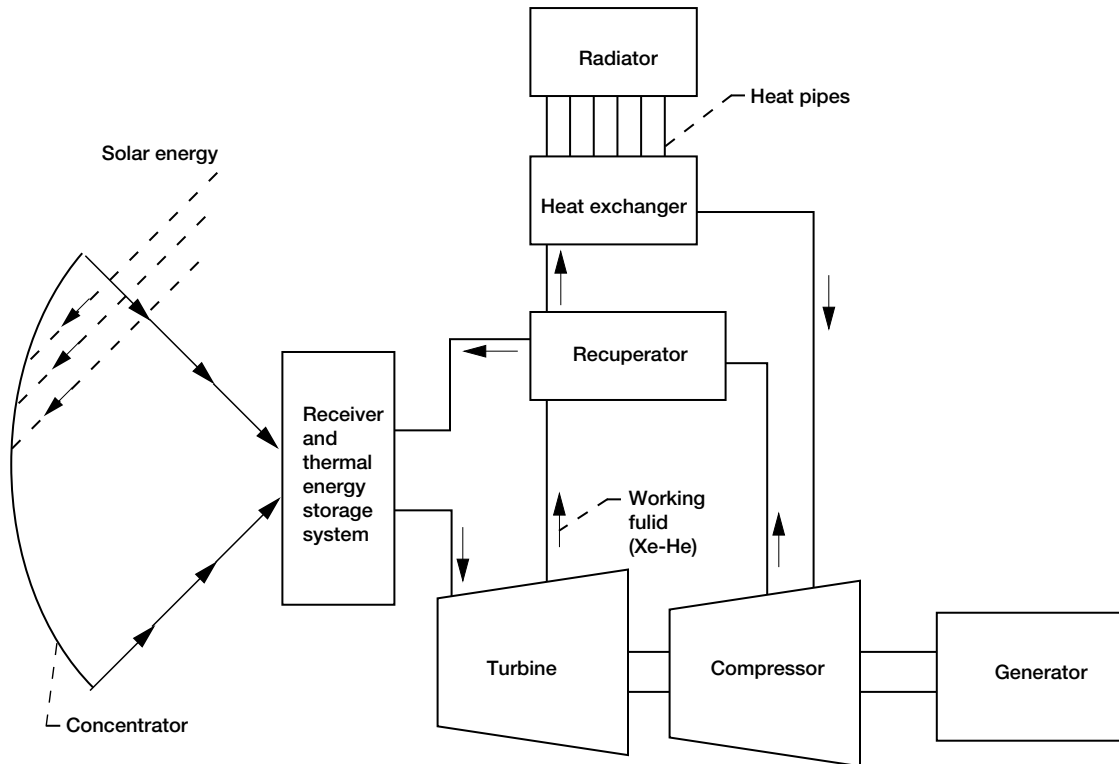 Radiator
Heat pipes
Solar energy
Heat exchanger
Recuperator
Receiver
and
thermal
energy
storage
system
Working
fulid
(Xe-He)
Turbine
Compressor
Generator
Concentrator